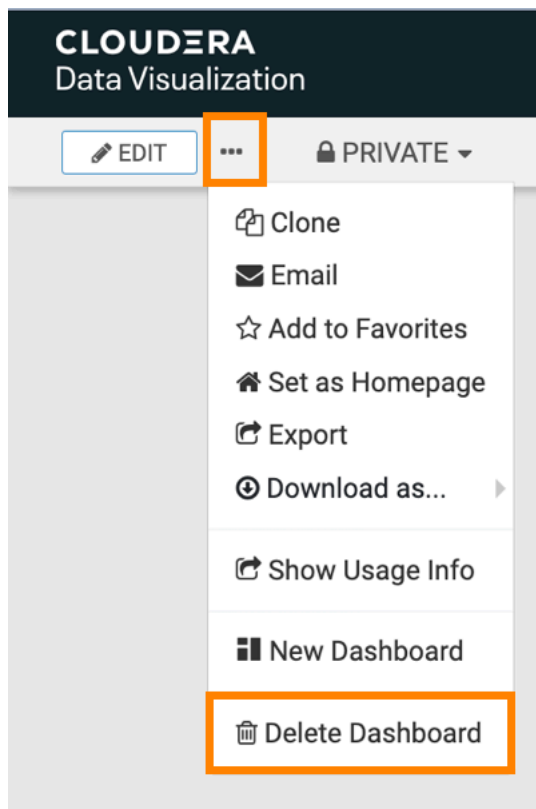 CLOUDERA
Data Visualization
EDIT ... PRIVATE
Clone
Email
Add to Favorites
Set as Homepage
Export
Download as...
Show Usage Info
New Dashboard
Delete Dashboard